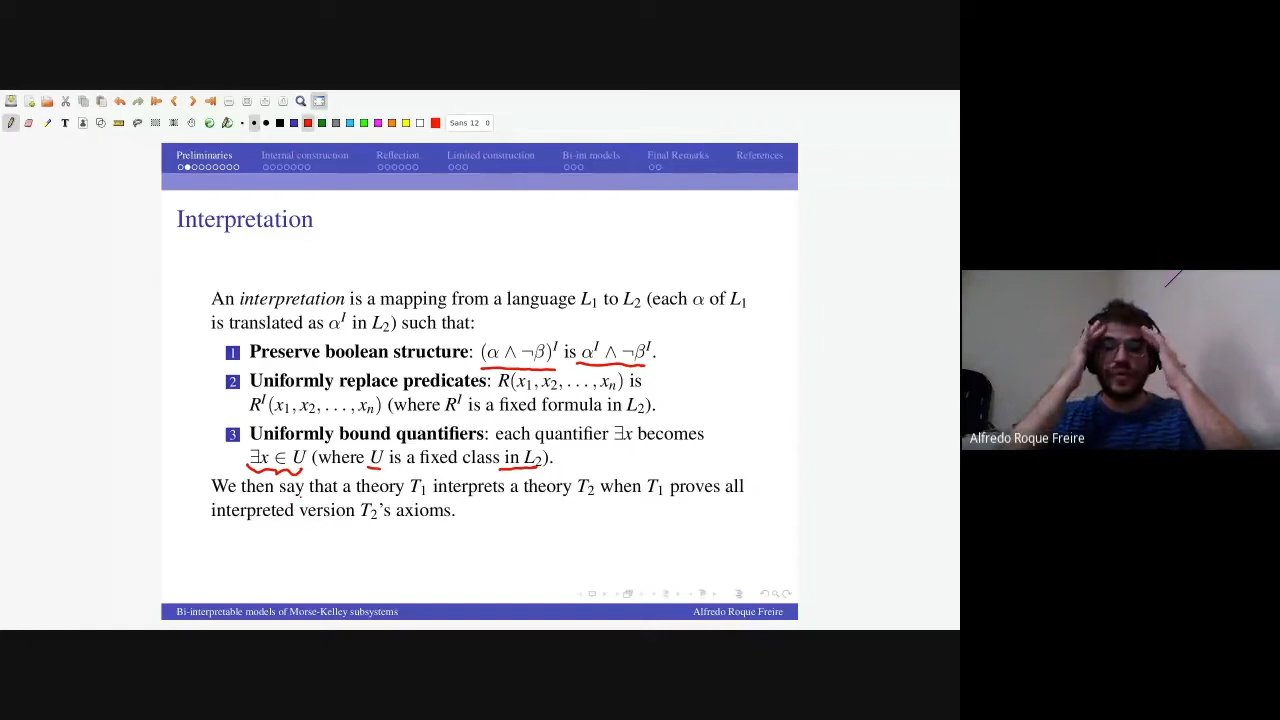 Sans 12
Preliminaries Internal construction Reflection Limited construction Bi-int models Final Remarks References
Interpretation
An interpretation is a mapping from a language L₁ to L₂ (each α of L₁
is translated as αᴵ in L₂) such that:
1 Preserve boolean structure: (α ∧ ¬β)ᴵ is αᴵ ∧ ¬βᴵ.
2 Uniformly replace predicates: R(x₁, x₂, . . . , xₙ) is
Rᴵ(x₁, x₂, . . . , xₙ) (where Rᴵ is a fixed formula in L₂).
3 Uniformly bound quantifiers: each quantifier ∃x becomes
∃x ∈ U (where U is a fixed class in L₂).
We then say that a theory T₁ interprets a theory T₂ when T₁ proves all
interpreted version T₂'s axioms.
Bi-interpretable models of Morse-Kelley subsystems Alfredo Roque Freire
Alfredo Roque Freire